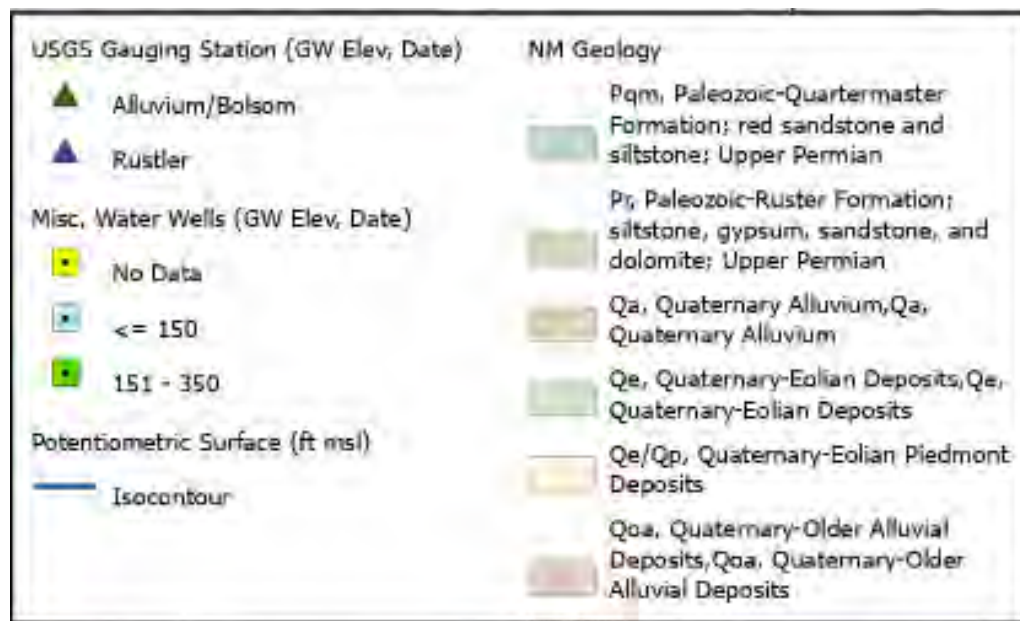 USGS Gauging Station (GW Elev, Date)
Alluvium/Bolsom
Rustler
Misc. Water Wells (GW Elev, Date)
No Data
<= 150
151 - 350
Potentiometric Surface (ft msl)
Isocontour
NM Geology
Pqm, Paleozoic-Quartermaster
Formation; red sandstone and
siltstone; Upper Permian
Pr, Paleozoic-Ruster Formation;
siltstone, gypsum, sandstone, and
dolomite; Upper Permian
Qa, Quaternary Alluvium,Qa,
Quaternary Alluvium
Qe, Quaternary-Eolian Deposits,Qe,
Quaternary-Eolian Deposits
Qe/Qp, Quaternary-Eolian Piedmont
Deposits
Qoa, Quaternary-Older Alluvial
Deposits,Qoa, Quaternary-Older
Alluvial Deposits